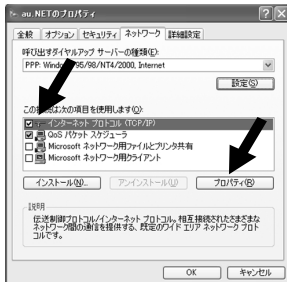 au.NETのプロパティ
全般 オプション セキュリティ ネットワーク 詳細設定
呼び出すダイヤルアップ サーバーの種類(E):
PPP: Windows 95/98/NT4/2000, Internet
設定(S)
この接続は次の項目を使用します(O):
インターネット プロトコル (TCP/IP)
QoS パケット スケジューラ
Microsoft ネットワーク用ファイルとプリンタ共有
Microsoft ネットワーク用クライアント
インストール(N)... アンインストール(U) プロパティ(R)
説明
伝送制御プロトコル/インターネット プロトコル。相互接続されたさまざまな
ネットワーク間の通信を提供する、既定のワイド エリア ネットワーク プロト
コルです。
OK キャンセル